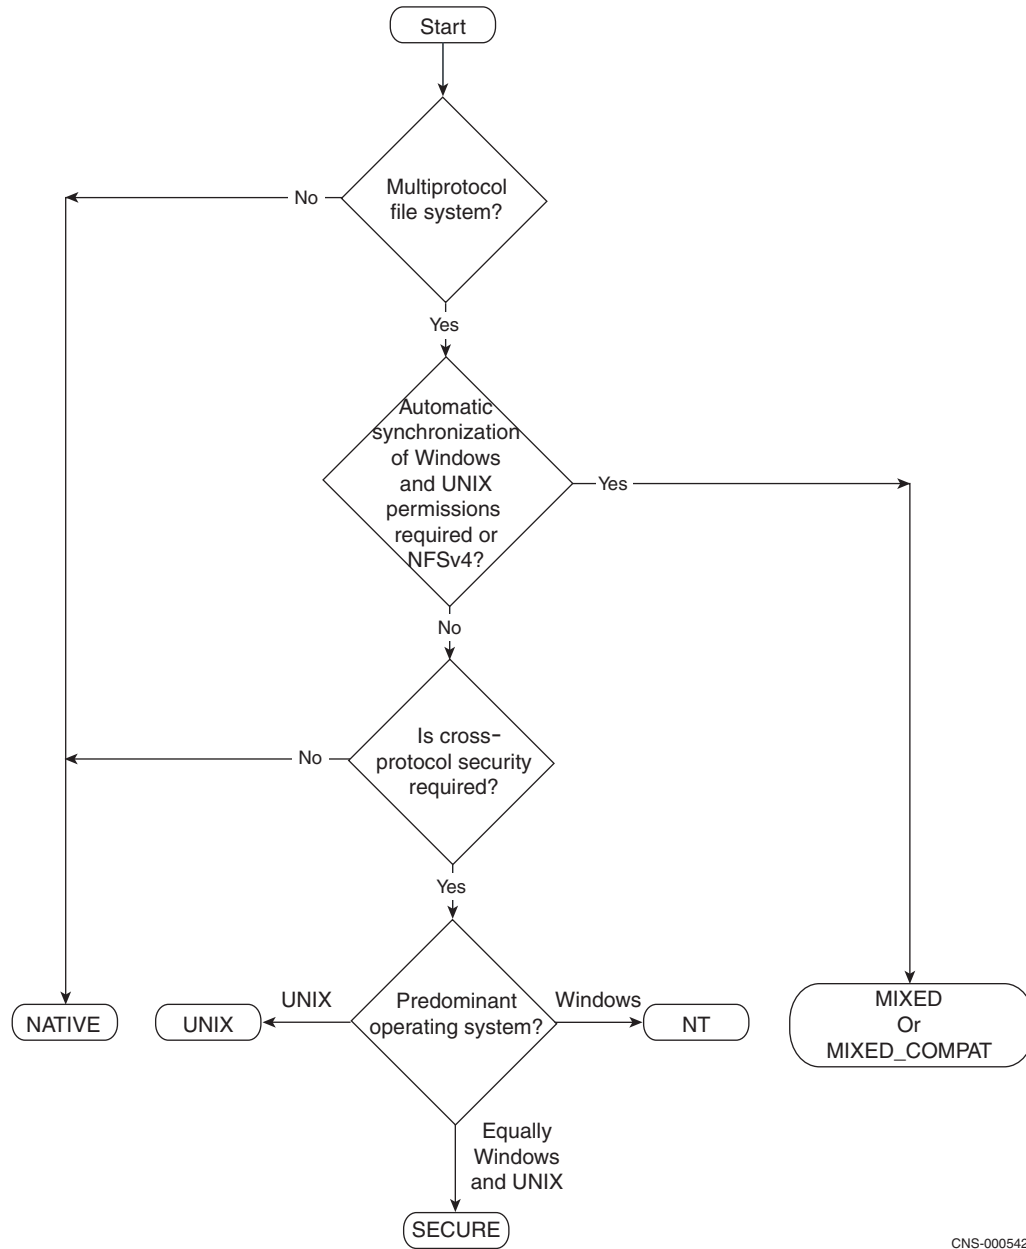 Start
Multiprotocol
file system?
No
Yes
Automatic
synchronization
of Windows
and UNIX
permissions
required or
NFSv4?
Yes
No
Is cross-
protocol security
required?
No
Yes
Predominant
operating system?
UNIX
Windows
NATIVE
UNIX
NT
MIXED
Or
MIXED_COMPAT
Equally
Windows
and UNIX
SECURE
CNS-000542